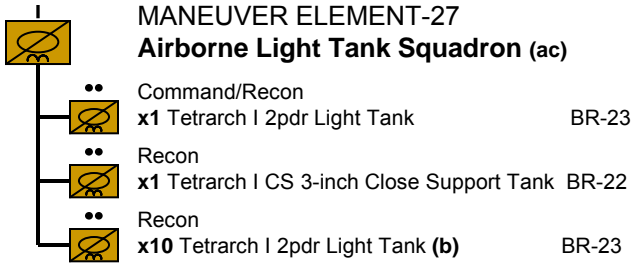 MANEUVER ELEMENT-27
Airborne Light Tank Squadron (ac)
Command/Recon
x1 Tetrarch I 2pdr Light Tank BR-23
Recon
x1 Tetrarch I CS 3-inch Close Support Tank BR-22
Recon
x10 Tetrarch I 2pdr Light Tank (b) BR-23